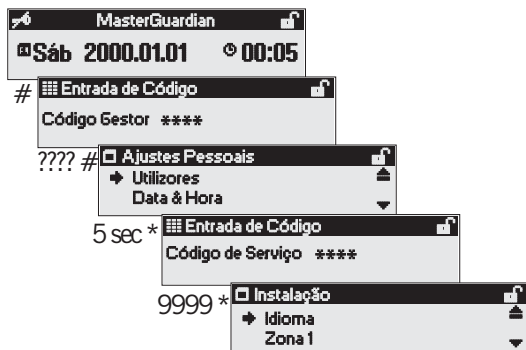 MasterGuardian
Sáb 2000.01.01 00:05
# Entrada de Código
Código Gestor ****
???? # Ajustes Pessoais
Utilizores
Data & Hora
5 sec * Entrada de Código
Código de Serviço ****
9999 * Instalação
Idioma
Zona 1